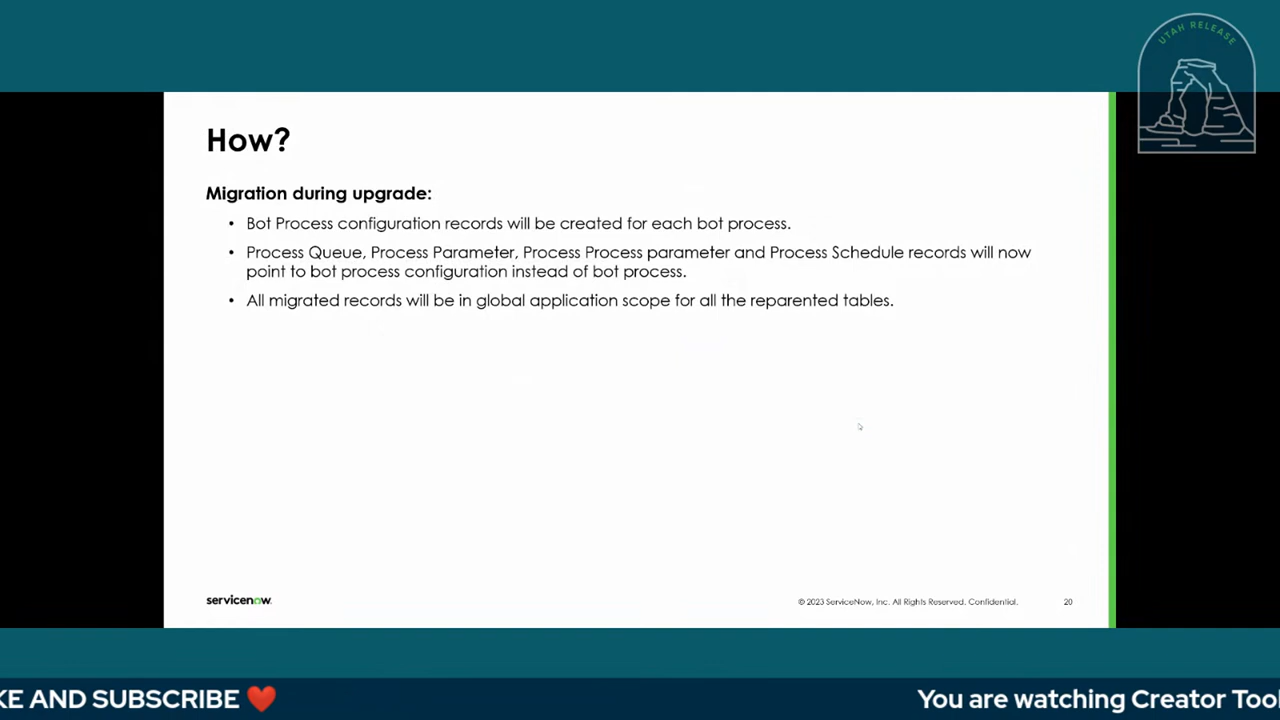 UTAH RELEASE
How?
Migration during upgrade:
• Bot Process configuration records will be created for each bot process.
• Process Queue, Process Parameter, Process Process parameter and Process Schedule records will now
point to bot process configuration instead of bot process.
• All migrated records will be in global application scope for all the reparented tables.
servicenow
© 2023 ServiceNow, Inc. All Rights Reserved. Confidential.
20
KE AND SUBSCRIBE ❤️
You are watching Creator Tool